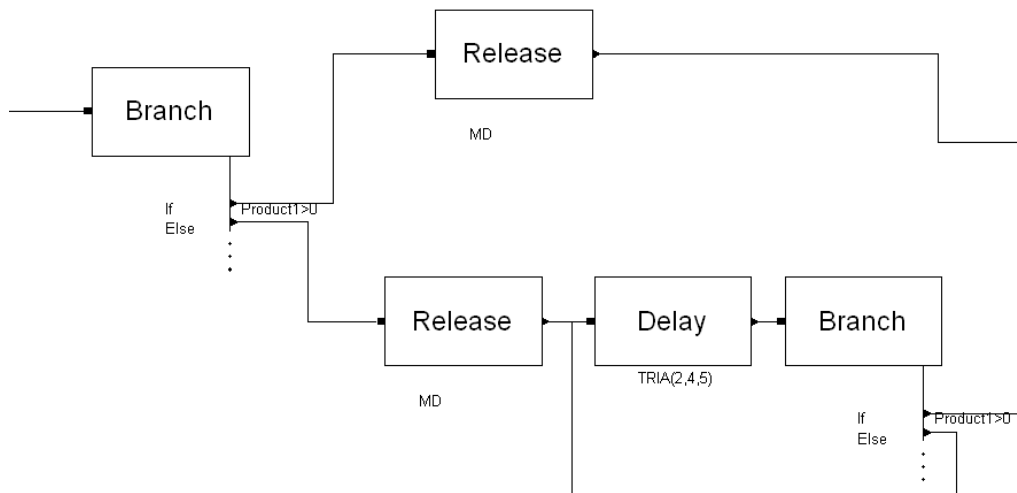 Release
Branch
MD
If Product1>0
Else
Release
Delay
Branch
TRIA(2,4,5)
MD
If Product1>0
Else